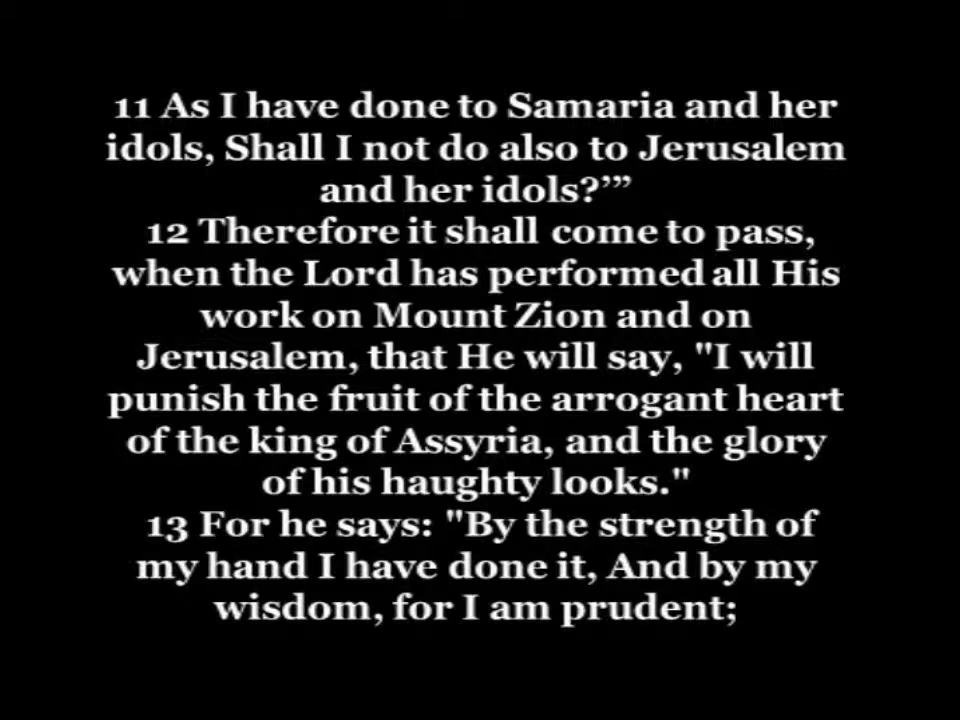 11 As I have done to Samaria and her
idols, Shall I not do also to Jerusalem
and her idols?’”
12 Therefore it shall come to pass,
when the Lord has performed all His
work on Mount Zion and on
Jerusalem, that He will say, "I will
punish the fruit of the arrogant heart
of the king of Assyria, and the glory
of his haughty looks."
13 For he says: "By the strength of
my hand I have done it, And by my
wisdom, for I am prudent;